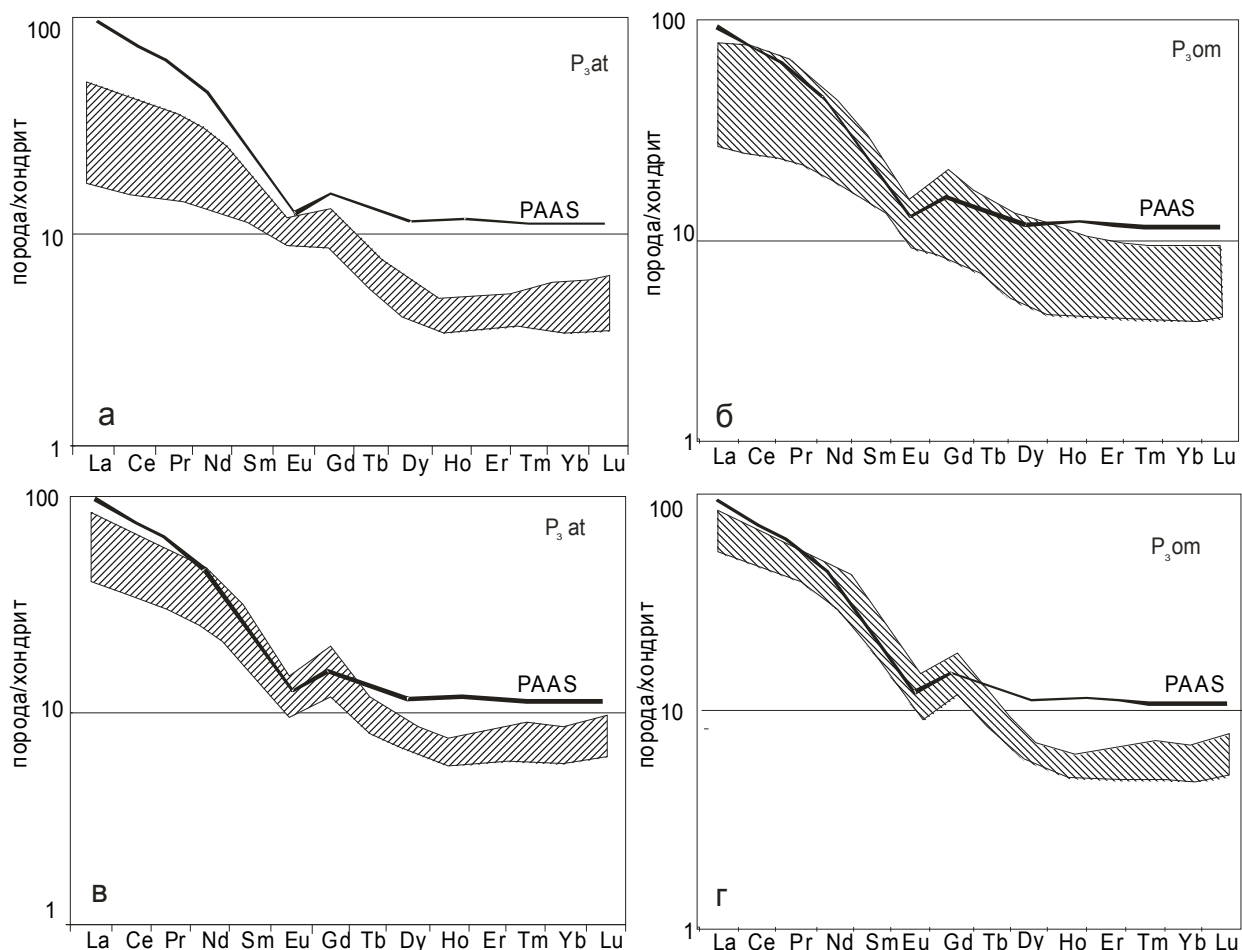 100
P₃at
порода/хондрит
PAAS
10
а
1
La Ce Pr Nd Sm Eu Gd Tb Dy Ho Er Tm Yb Lu
100
P₃om
порода/хондрит
PAAS
10
б
1
La Ce Pr Nd Sm Eu Gd Tb Dy Ho Er Tm Yb Lu
100
P₃ at
порода/хондрит
PAAS
10
в
1
La Ce Pr Nd Sm Eu Gd Tb Dy Ho Er Tm Yb Lu
100
P₃om
порода/хондрит
PAAS
10
г
1
La Ce Pr Nd Sm Eu Gd Tb Dy Ho Er Tm Yb Lu